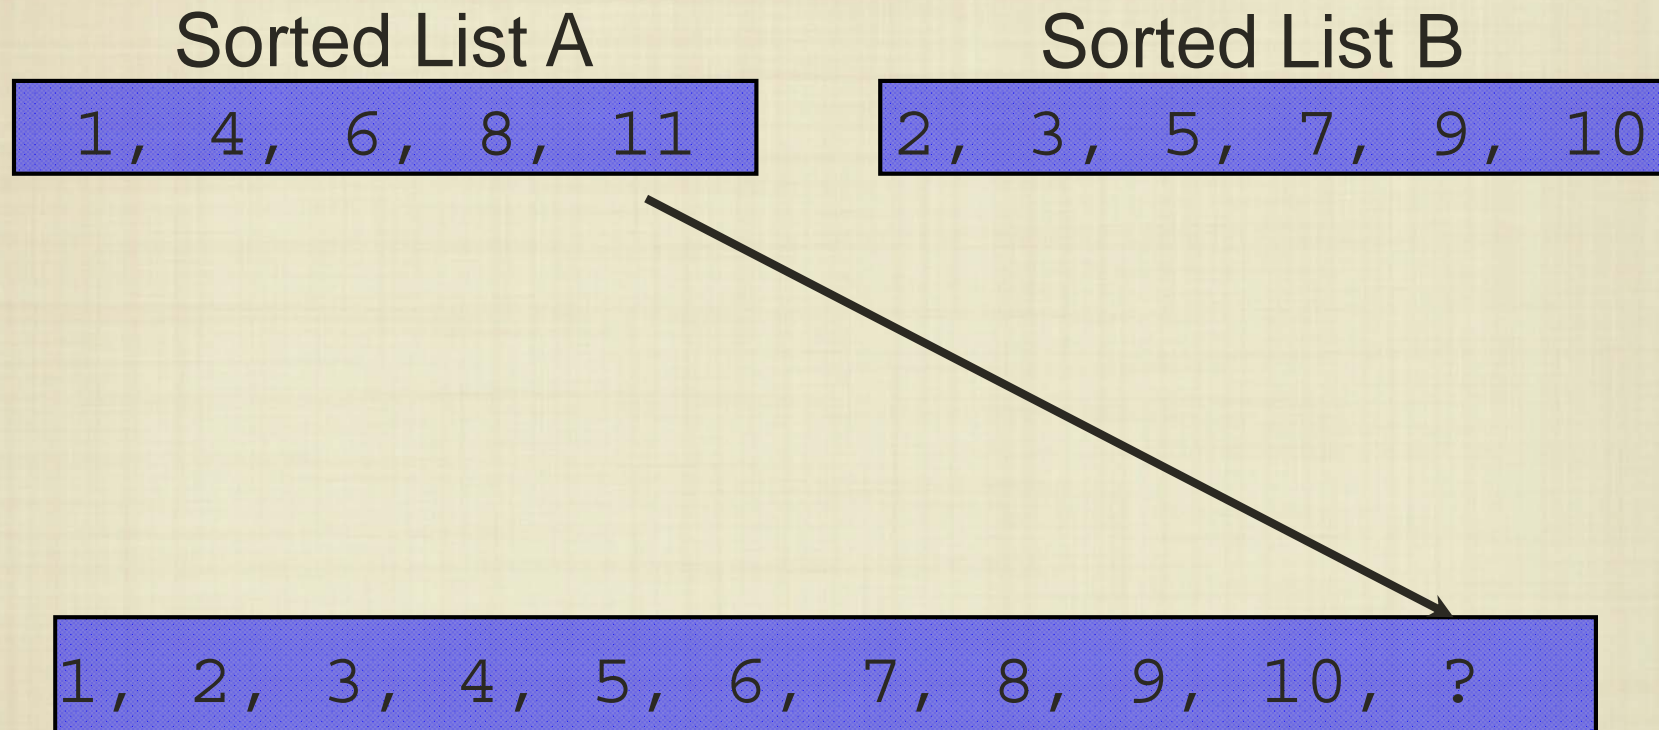 Sorted List A
Sorted List B
1, 4, 6, 8, 11
2, 3, 5, 7, 9, 10
1, 2, 3, 4, 5, 6, 7, 8, 9, 10, ?